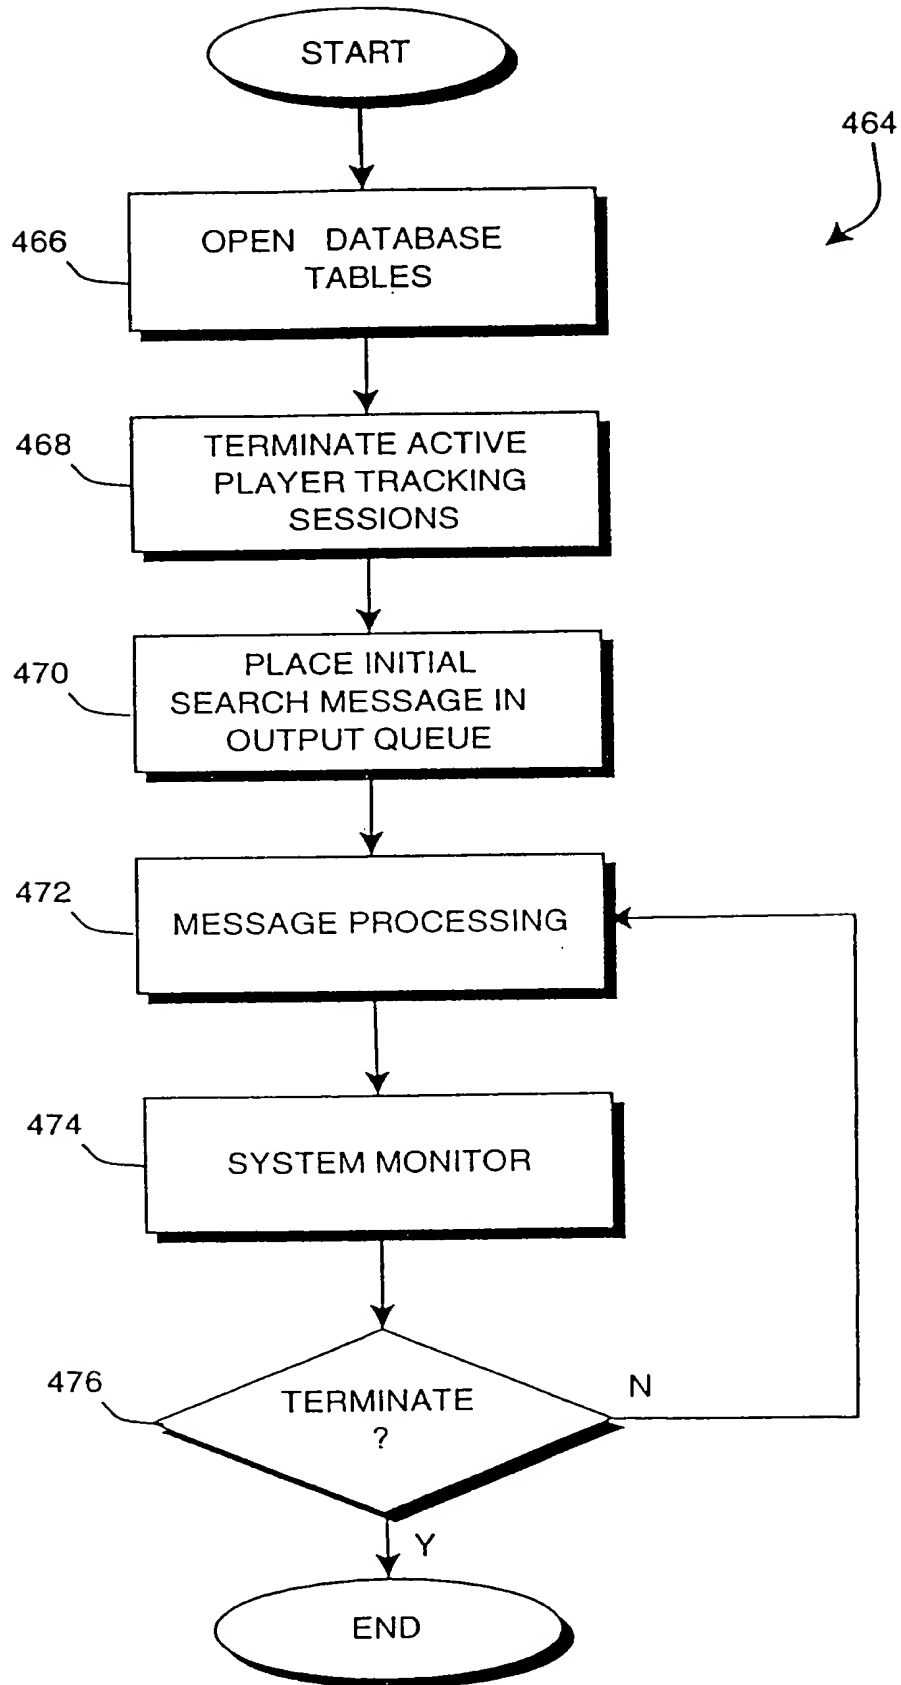 START
464
466
OPEN DATABASE
TABLES
468
TERMINATE ACTIVE
PLAYER TRACKING
SESSIONS
470
PLACE INITIAL
SEARCH MESSAGE IN
OUTPUT QUEUE
472
MESSAGE PROCESSING
474
SYSTEM MONITOR
476
TERMINATE
?
N
Y
END